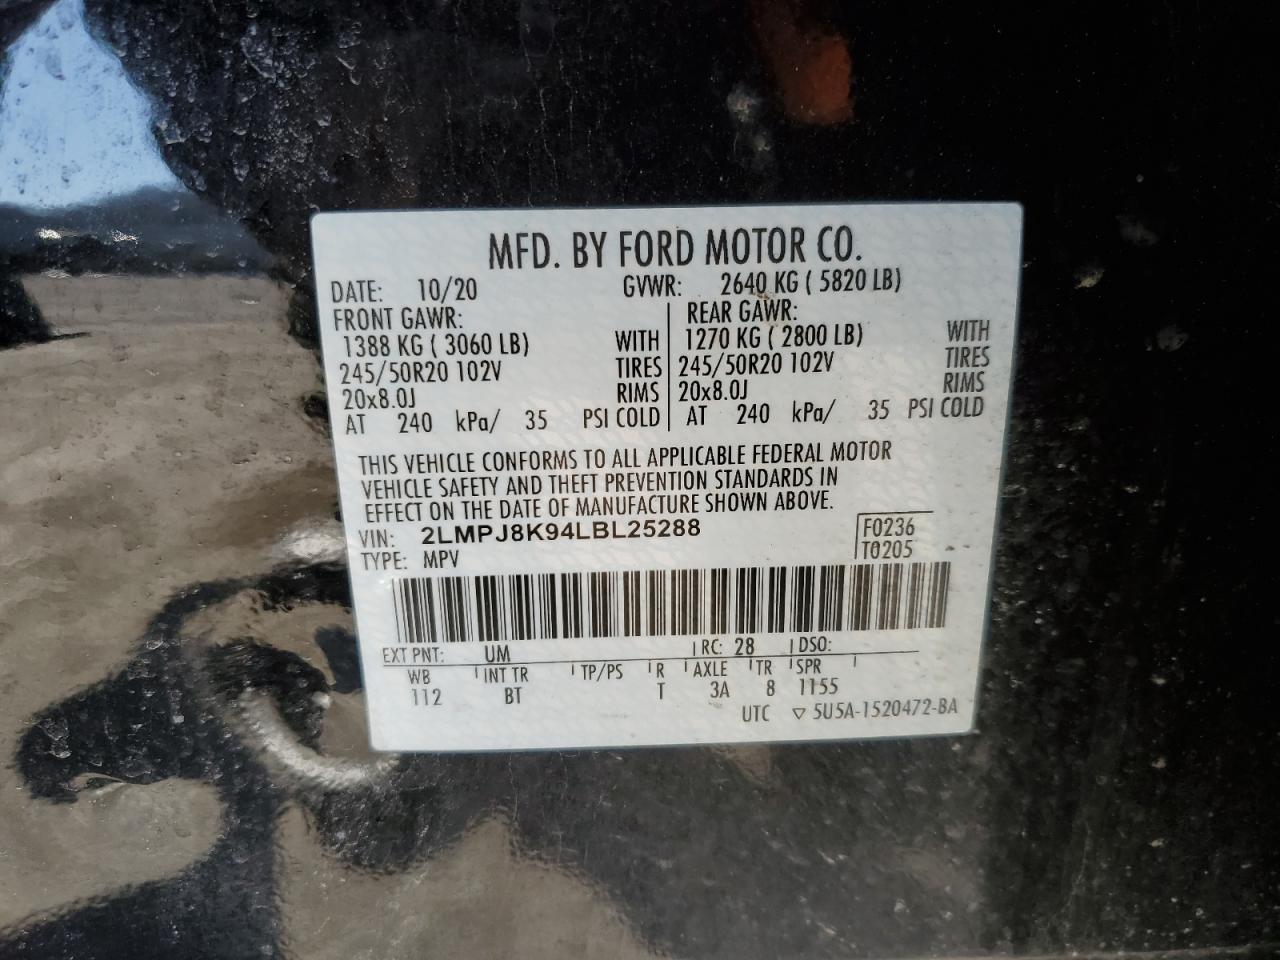 MFD. BY FORD MOTOR CO.
DATE: 10/20 GVWR: 2640 KG ( 5820 LB)
FRONT GAWR: REAR GAWR:
1388 KG ( 3060 LB) WITH 1270 KG ( 2800 LB) WITH
245/50R20 102V TIRES 245/50R20 102V TIRES
20x8.0J RIMS 20x8.0J RIMS
AT 240 kPa/ 35 PSI COLD AT 240 kPa/ 35 PSI COLD
THIS VEHICLE CONFORMS TO ALL APPLICABLE FEDERAL MOTOR
VEHICLE SAFETY AND THEFT PREVENTION STANDARDS IN
EFFECT ON THE DATE OF MANUFACTURE SHOWN ABOVE.
VIN: 2LMPJ8K94LBL25288 F0236
TYPE: MPV T0205
EXT PNT: UM RC: 28 DSO:
WB INT TR TP/PS R AXLE TR SPR
112 BT T 3A 8 1155
UTC ▽ 5U5A-1520472-BA